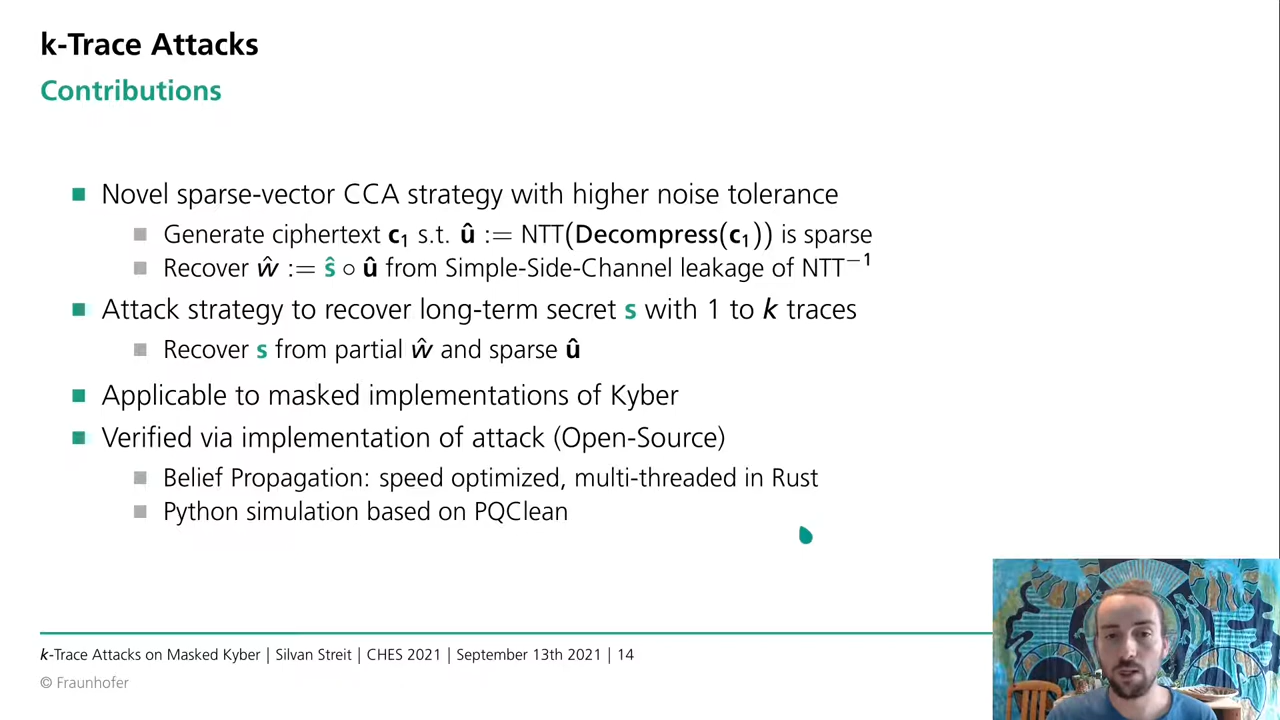 k-Trace Attacks
Contributions
Novel sparse-vector CCA strategy with higher noise tolerance
Generate ciphertext c₁ s.t. û := NTT(Decompress(c₁)) is sparse
Recover ŵ := ŝ ∘ û from Simple-Side-Channel leakage of NTT⁻¹
Attack strategy to recover long-term secret s with 1 to k traces
Recover s from partial ŵ and sparse û
Applicable to masked implementations of Kyber
Verified via implementation of attack (Open-Source)
Belief Propagation: speed optimized, multi-threaded in Rust
Python simulation based on PQClean
k-Trace Attacks on Masked Kyber | Silvan Streit | CHES 2021 | September 13th 2021 | 14
© Fraunhofer